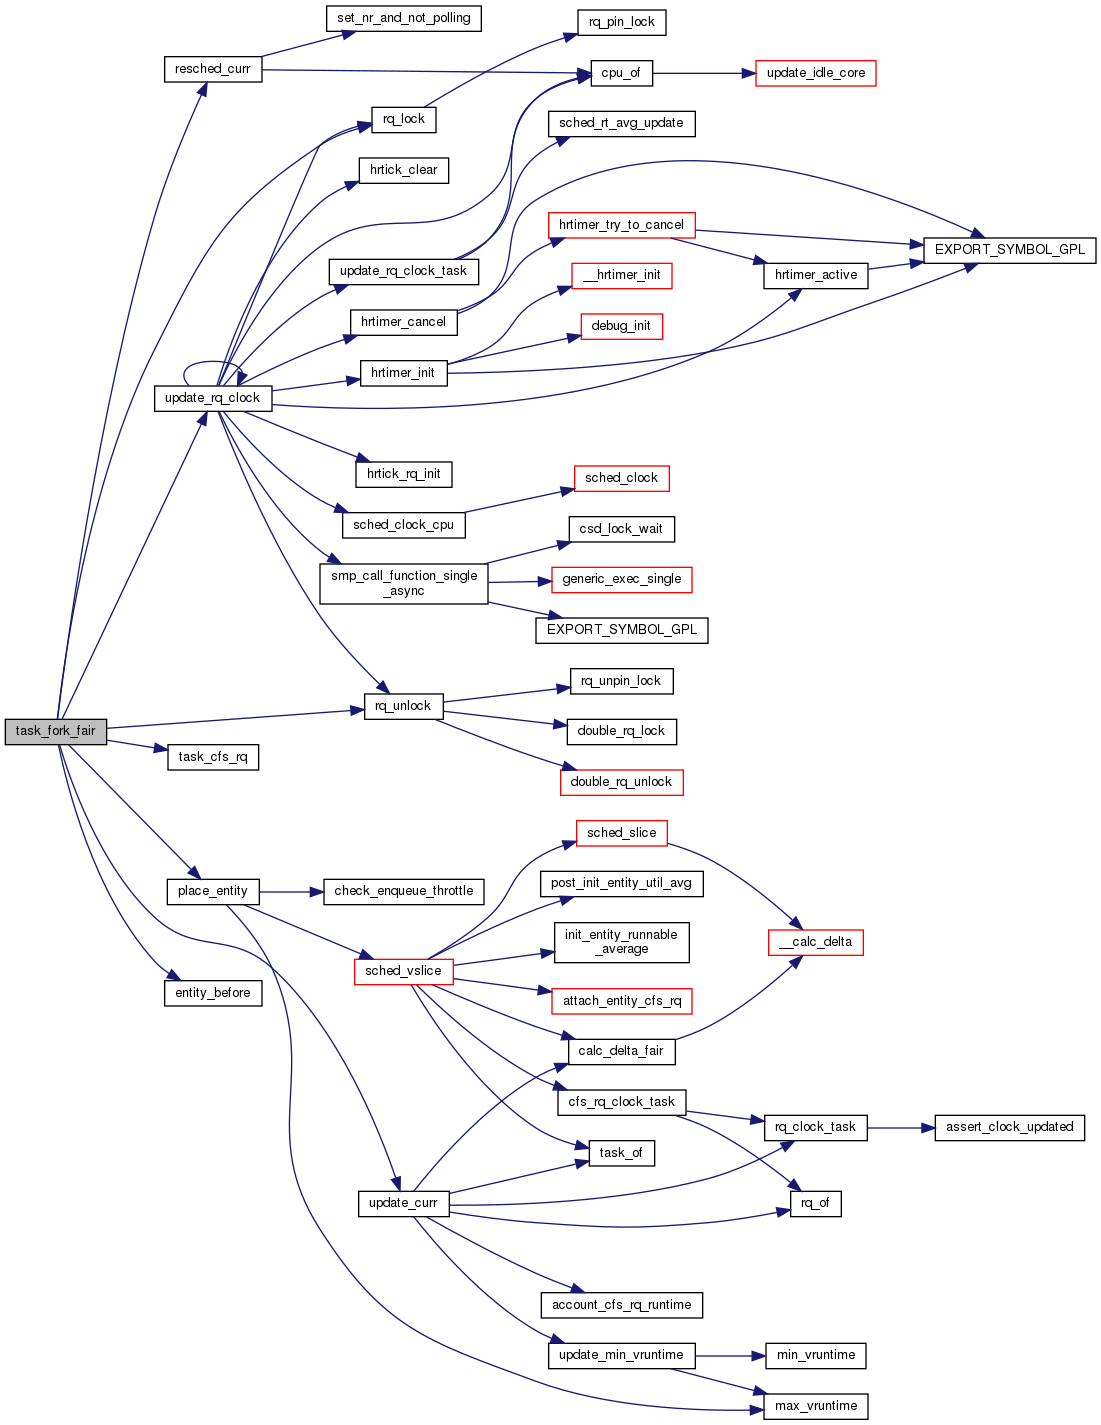 set_nr_and_not_polling
rq_pin_lock
resched_curr
cpu_of
update_idle_core
rq_lock
sched_rt_avg_update
hrtick_clear
hrtimer_try_to_cancel
EXPORT_SYMBOL_GPL
update_rq_clock_task
__hrtimer_init
hrtimer_active
hrtimer_cancel
debug_init
hrtimer_init
update_rq_clock
hrtick_rq_init
sched_clock
sched_clock_cpu
csd_lock_wait
smp_call_function_single
_async
generic_exec_single
EXPORT_SYMBOL_GPL
rq_unpin_lock
rq_unlock
task_fork_fair
double_rq_lock
task_cfs_rq
double_rq_unlock
sched_slice
place_entity
check_enqueue_throttle
post_init_entity_util_avg
init_entity_runnable
_average
__calc_delta
sched_vslice
entity_before
attach_entity_cfs_rq
calc_delta_fair
cfs_rq_clock_task
rq_clock_task
assert_clock_updated
task_of
update_curr
rq_of
account_cfs_rq_runtime
update_min_vruntime
min_vruntime
max_vruntime